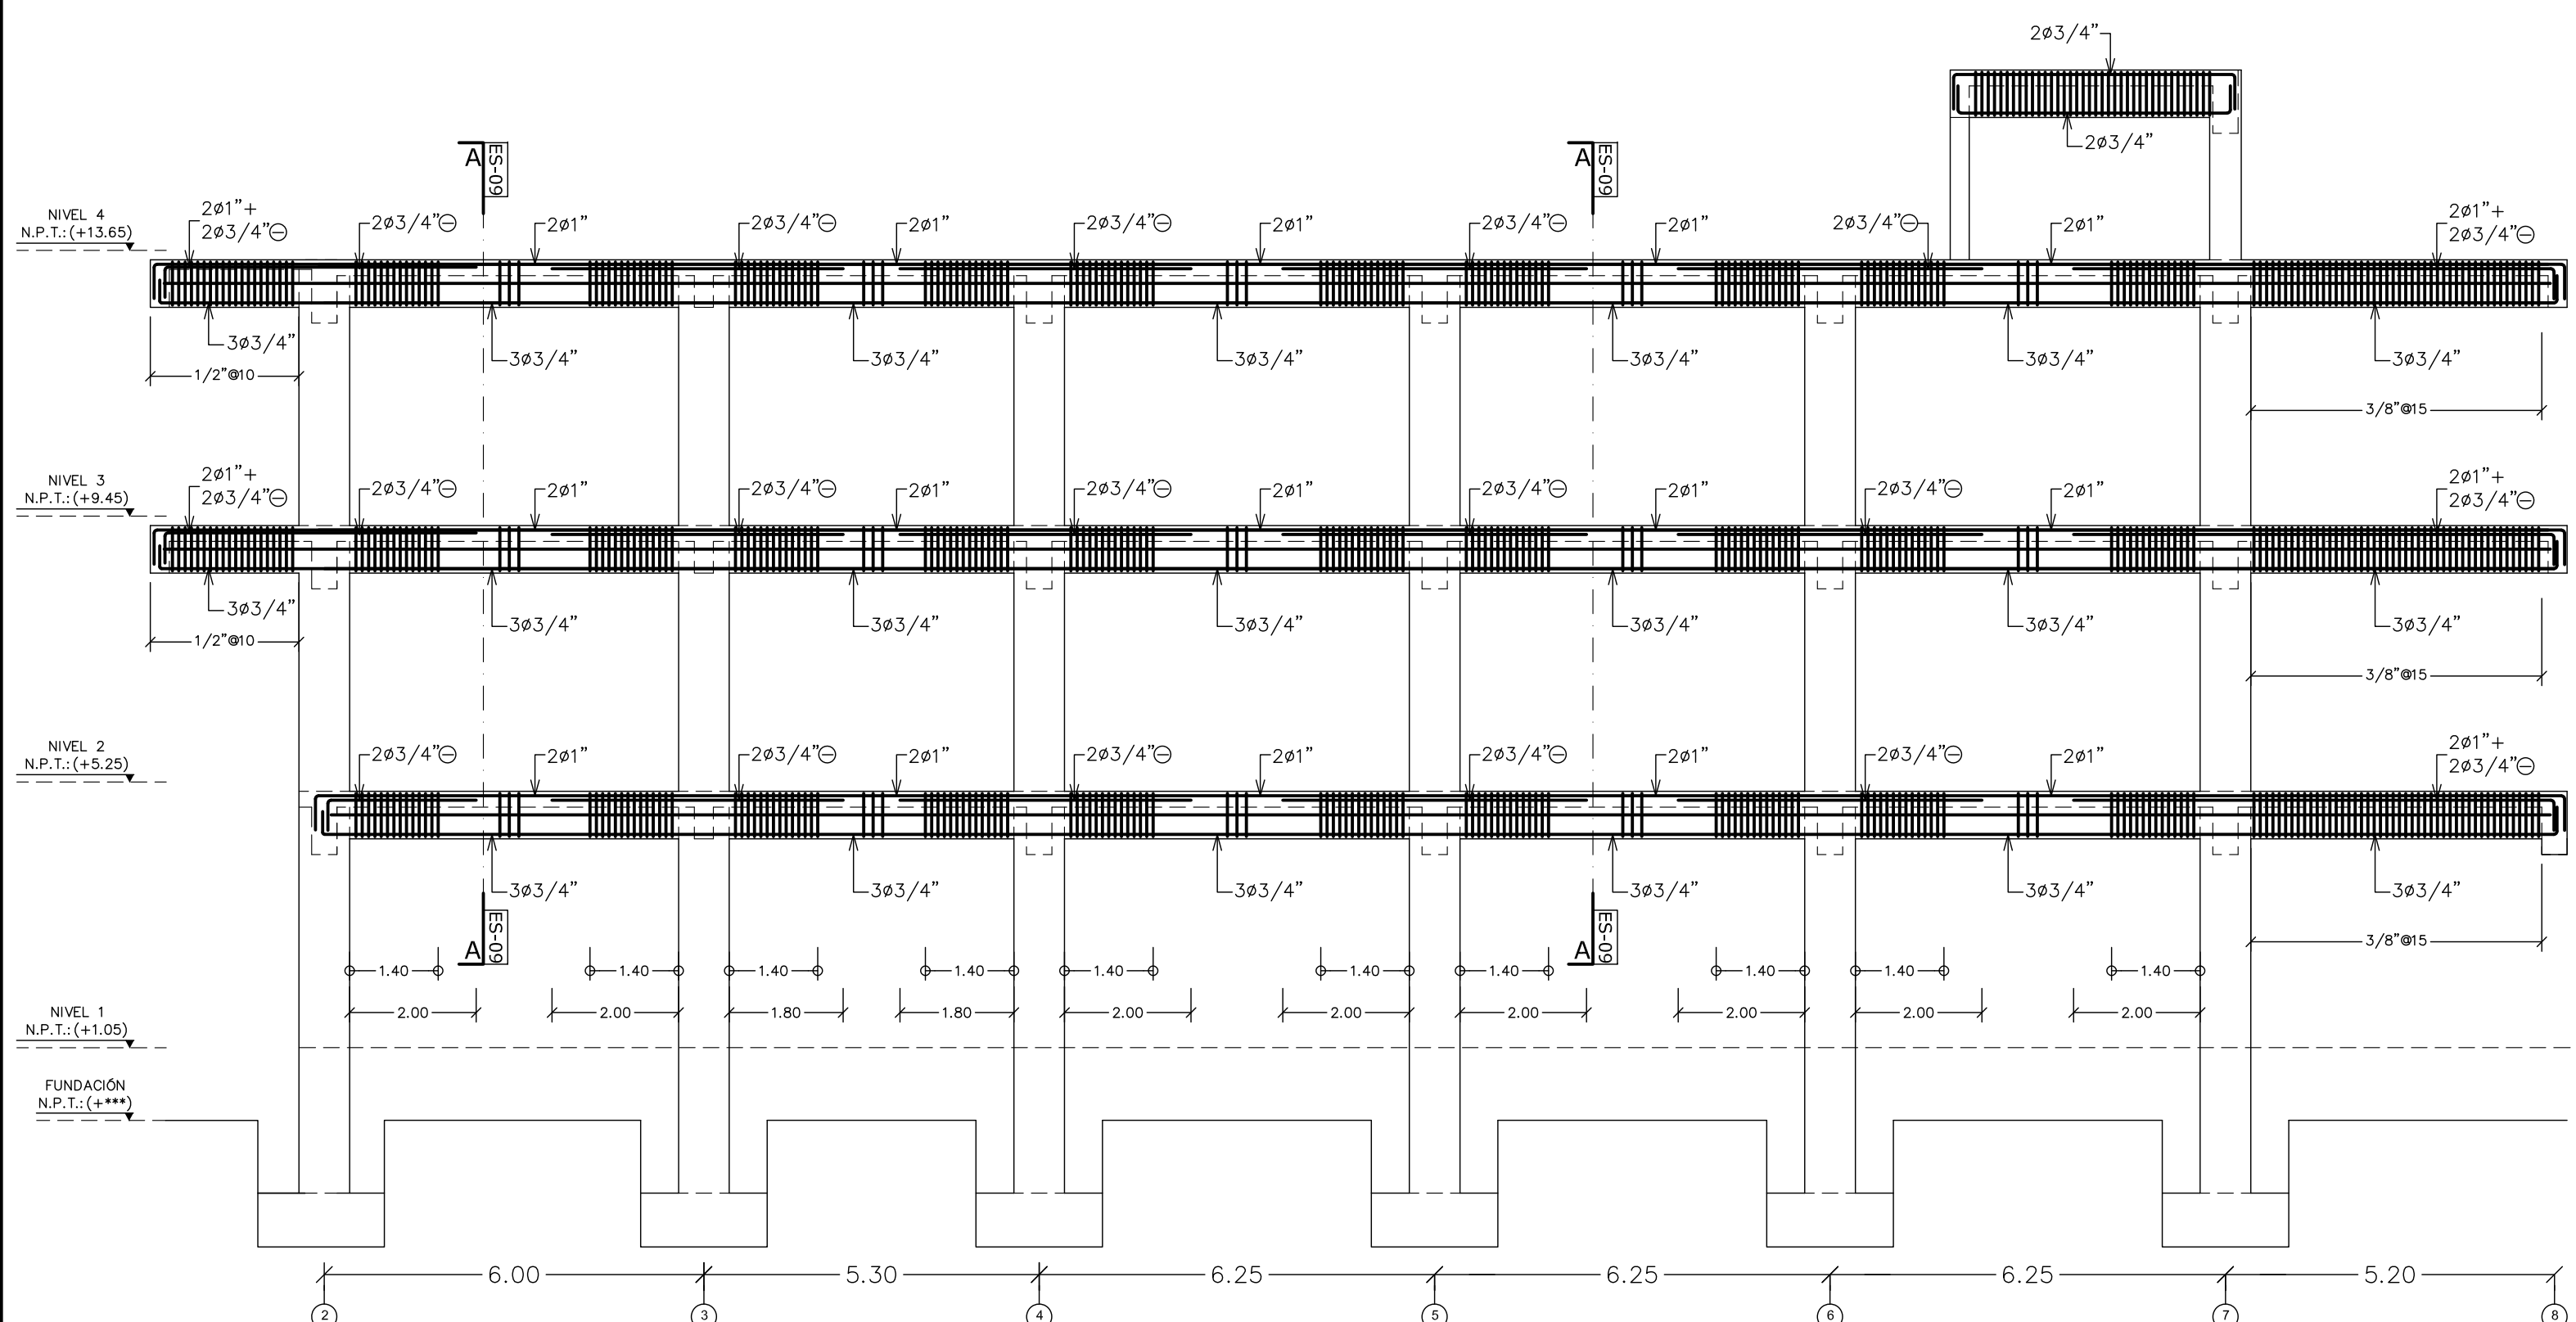 2ø3/4"
2ø3/4"
A
ES-09
A
ES-09
NIVEL 4
N.P.T.:(+13.65)
2ø1"+
2ø3/4"⊖
2ø3/4"⊖
2ø1"
2ø3/4"⊖
2ø1"
2ø3/4"⊖
2ø1"
2ø3/4"⊖
2ø1"
2ø3/4"⊖
2ø1"
2ø1"+
2ø3/4"⊖
3ø3/4"
3ø3/4"
3ø3/4"
3ø3/4"
3ø3/4"
3ø3/4"
3ø3/4"
1/2"@10
3/8"@15
NIVEL 3
N.P.T.:(+9.45)
2ø1"+
2ø3/4"⊖
2ø3/4"⊖
2ø1"
2ø3/4"⊖
2ø1"
2ø3/4"⊖
2ø1"
2ø3/4"⊖
2ø1"
2ø3/4"⊖
2ø1"
2ø1"+
2ø3/4"⊖
3ø3/4"
3ø3/4"
3ø3/4"
3ø3/4"
3ø3/4"
3ø3/4"
3ø3/4"
1/2"@10
3/8"@15
NIVEL 2
N.P.T.:(+5.25)
2ø3/4"⊖
2ø1"
2ø3/4"⊖
2ø1"
2ø3/4"⊖
2ø1"
2ø3/4"⊖
2ø1"
2ø3/4"⊖
2ø1"
2ø1"+
2ø3/4"⊖
3ø3/4"
3ø3/4"
3ø3/4"
3ø3/4"
3ø3/4"
3ø3/4"
A
ES-09
A
ES-09
3/8"@15
1.40
1.40
1.40
1.40
1.40
1.40
1.40
1.40
1.40
1.40
2.00
2.00
1.80
1.80
2.00
2.00
2.00
2.00
2.00
2.00
NIVEL 1
N.P.T.:(+1.05)
FUNDACIÓN
N.P.T.:(+***)
6.00
5.30
6.25
6.25
6.25
5.20
2
3
4
5
6
7
8